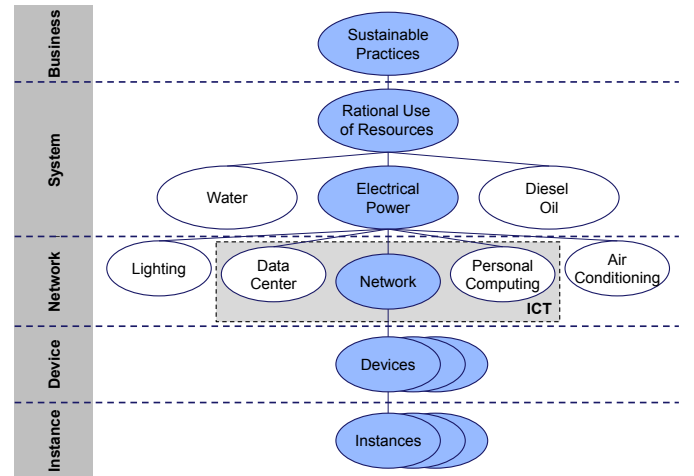 Business
Sustainable
Practices
System
Rational Use
of Resources
Water
Electrical
Power
Diesel
Oil
Network
Lighting
Data
Center
Network
Personal
Computing
Air
Conditioning
ICT
Device
Devices
Instance
Instances